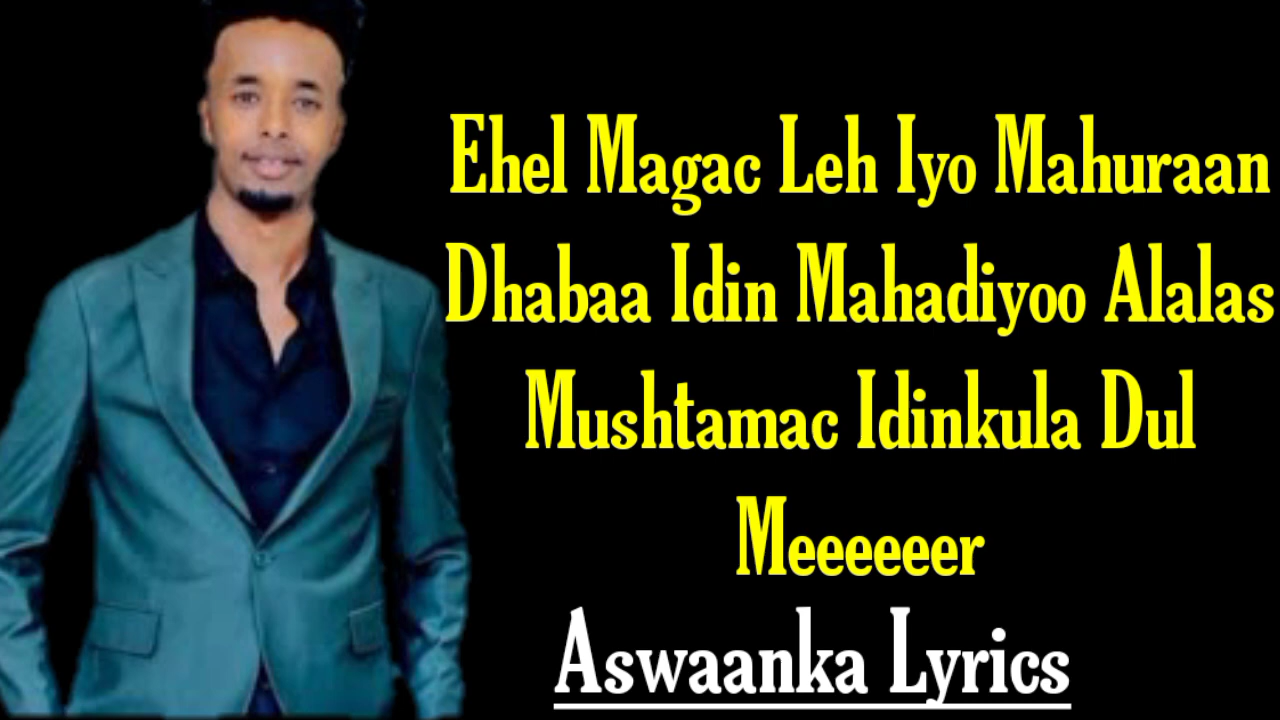 Ehel Magac Leh Iyo Mahuraan
Dhabaa Idin Mahadiyoo Alalas
Mushtamac Idinkula Dul
Meeeeeer
Aswaanka Lyrics